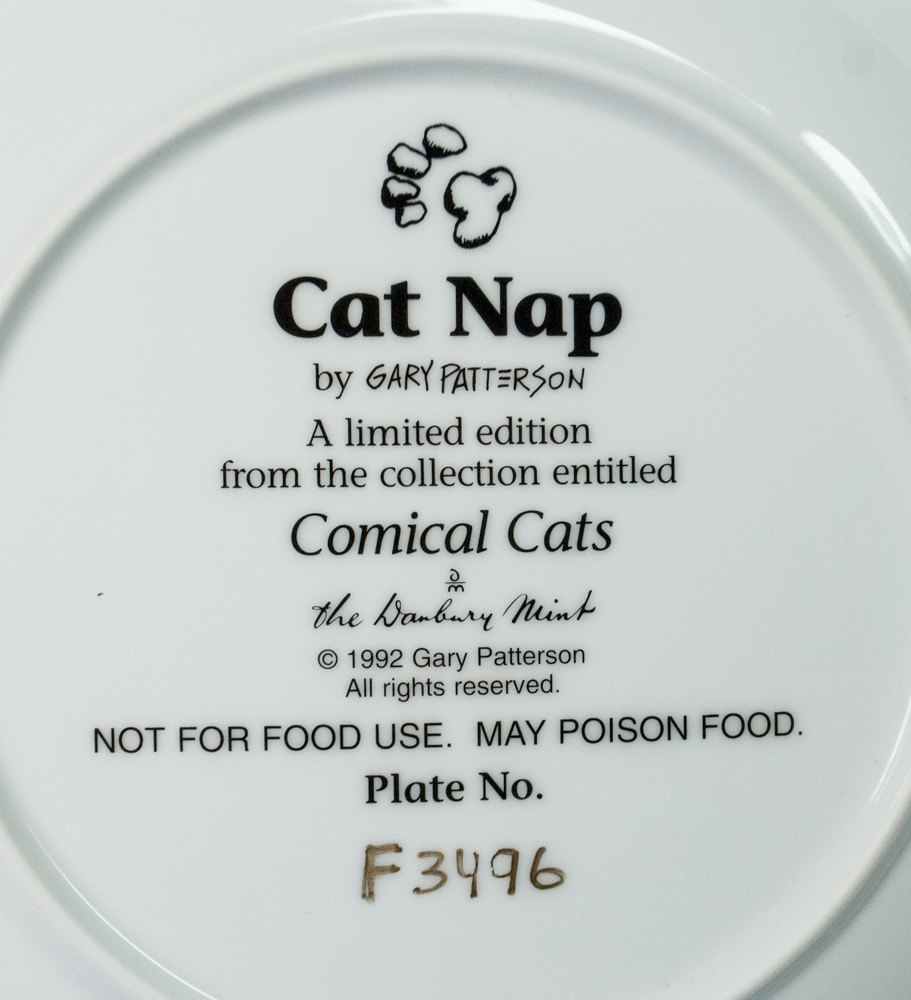 Cat Nap
by GARY PATTERSON
A limited edition
from the collection entitled
Comical Cats
the Danbury Mint
© 1992 Gary Patterson
All rights reserved.
NOT FOR FOOD USE. MAY POISON FOOD.
Plate No.
F3496